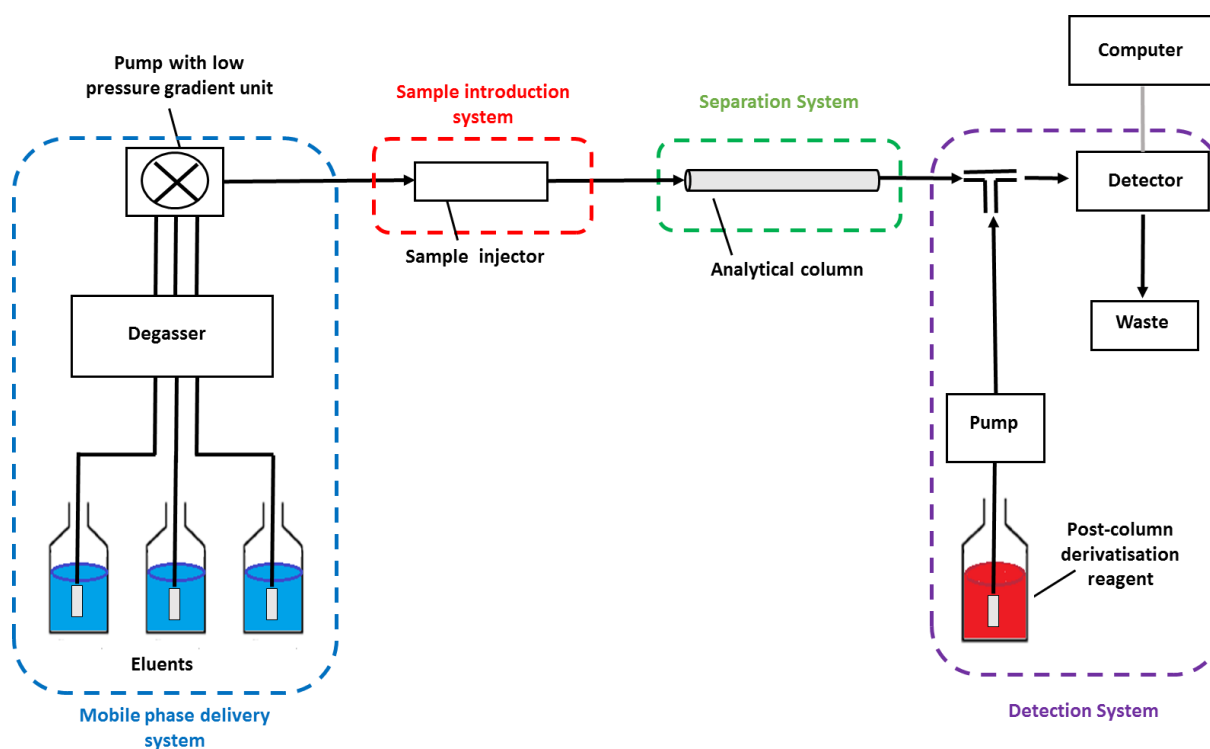 Pump with low
pressure gradient unit
Sample introduction
system
Separation System
Computer
Detector
Sample injector
Analytical column
Degasser
Waste
Pump
Post-column
derivatisation
reagent
Eluents
Mobile phase delivery
system
Detection System